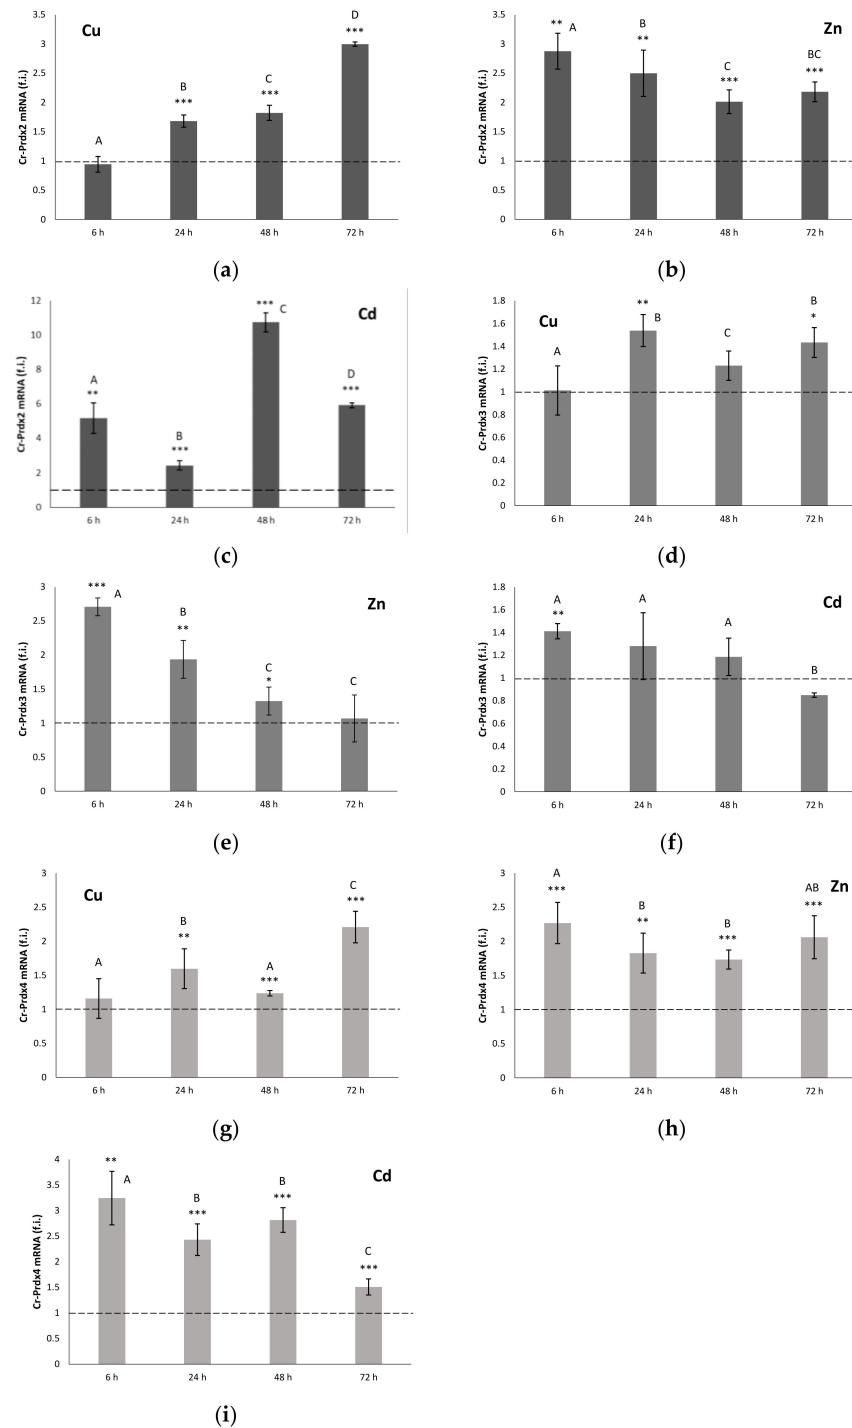 Cu
Cr-Prdx2 mRNA (f.i.)
3.5
3
2.5
2
1.5
1
0.5
0
A
B
***
C
***
D
***
6 h 24 h 48 h 72 h
(a)
Zn
Cr-Prdx2 mRNA (f.i.)
3.5
3
2.5
2
1.5
1
0.5
0
** A
B
**
C
***
BC
***
6 h 24 h 48 h 72 h
(b)
Cd
Cr-Prdx2 mRNA (f.i.)
12
10
8
6
4
2
0
A
**
B
***
*** C
D
***
6 h 24 h 48 h 72 h
(c)
Cu
Cr-Prdx3 mRNA (f.i.)
1.8
1.6
1.4
1.2
1
0.8
0.6
0.4
0.2
0
A
**
B
C
B
*
6 h 24 h 48 h 72 h
(d)
Zn
Cr-Prdx3 mRNA (f.i.)
3
2.5
2
1.5
1
0.5
0
*** A
B
**
C
*
C
6 h 24 h 48 h 72 h
(e)
Cd
Cr-Prdx3 mRNA (f.i.)
1.8
1.6
1.4
1.2
1
0.8
0.6
0.4
0.2
0
A
**
A
A
B
6 h 24 h 48 h 72 h
(f)
Cu
Cr-Prdx4 mRNA (f.i.)
3
2.5
2
1.5
1
0.5
0
A
B
**
A
***
C
***
6 h 24 h 48 h 72 h
(g)
Zn
Cr-Prdx4 mRNA (f.i.)
3
2.5
2
1.5
1
0.5
0
A
***
B
**
B
***
AB
***
6 h 24 h 48 h 72 h
(h)
Cd
Cr-Prdx4 mRNA (f.i.)
4
3.5
3
2.5
2
1.5
1
0.5
0
**
A
B
***
B
***
C
***
6 h 24 h 48 h 72 h
(i)